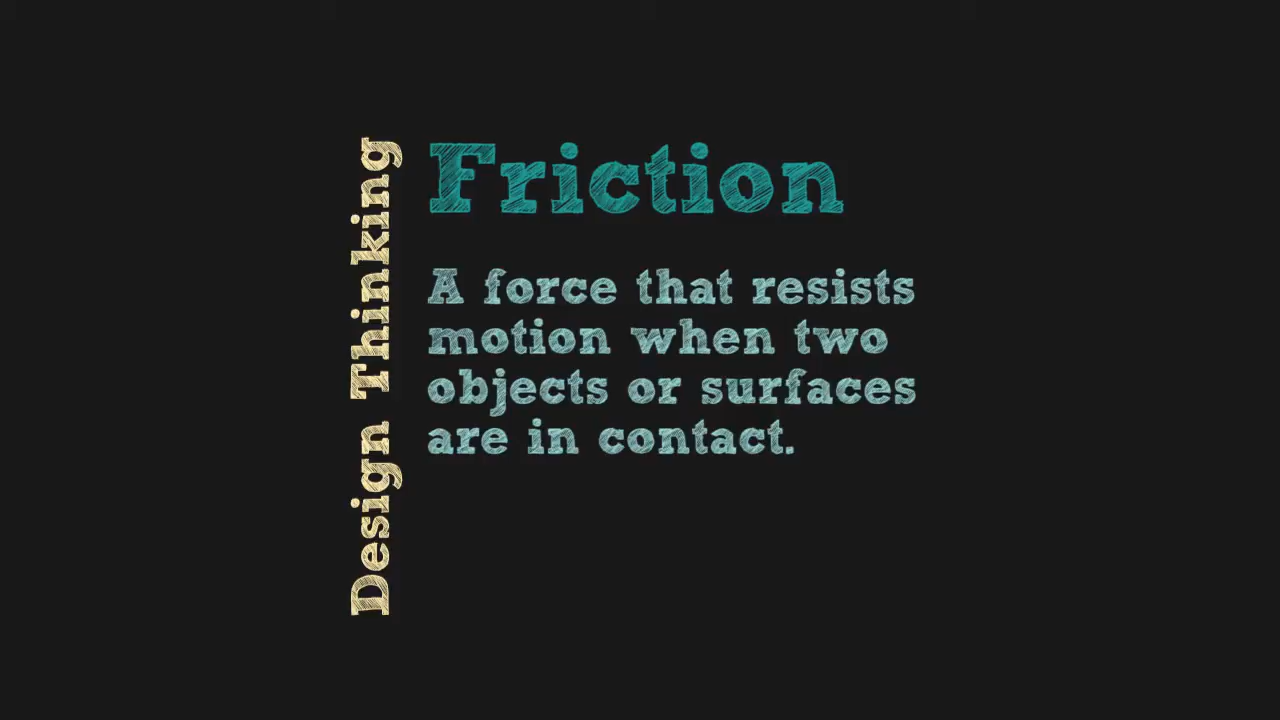 Design Thinking
Friction
A force that resists
motion when two
objects or surfaces
are in contact.